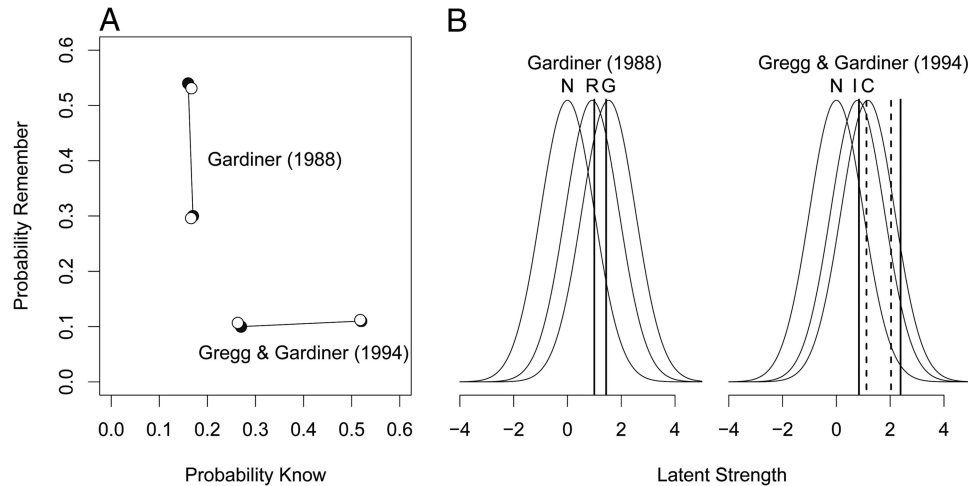 A
0.6
0.5
0.4
0.3
0.2
0.1
0.0
Probability Remember
Gardiner (1988)
Gregg & Gardiner (1994)
0.0 0.1 0.2 0.3 0.4 0.5 0.6
Probability Know
B
Gardiner (1988)
N R G
−4 −2 0 2 4
Gregg & Gardiner (1994)
N I C
−4 −2 0 2 4
Latent Strength